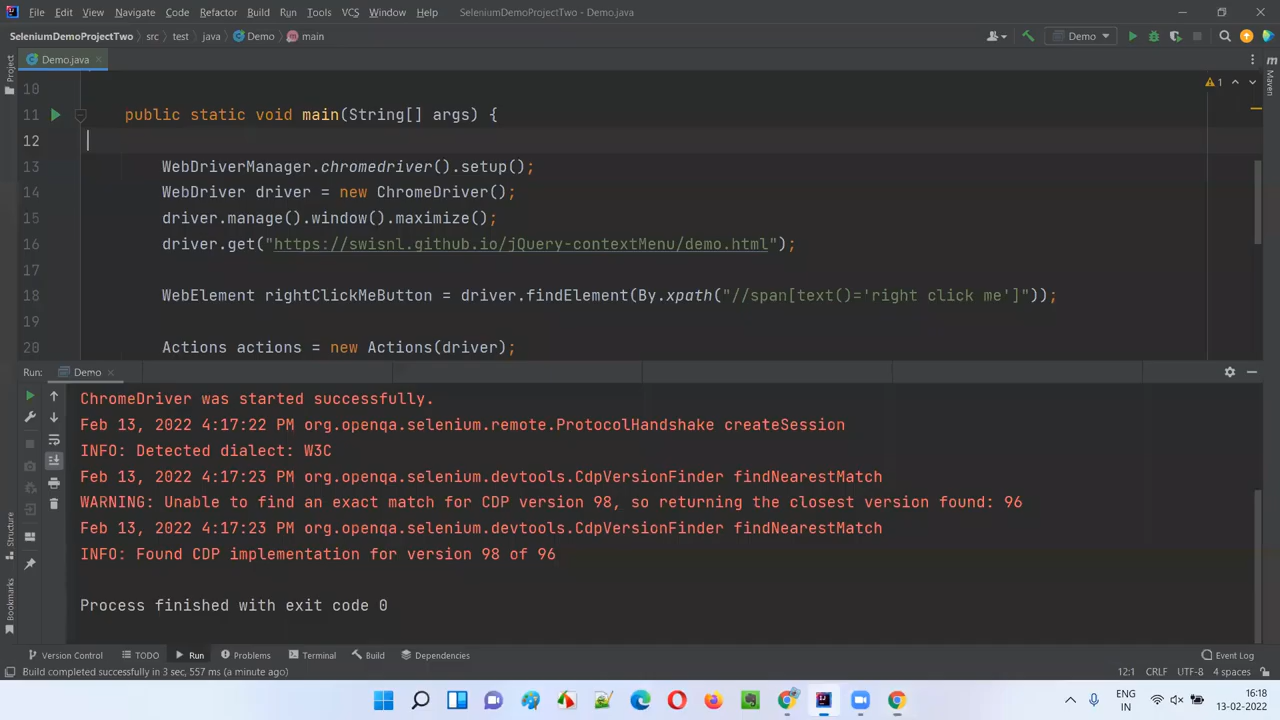 File Edit View Navigate Code Refactor Build Run Tools VCS Window Help SeleniumDemoProjectTwo - Demo.java
SeleniumDemoProjectTwo src test java Demo main Demo
Project
Demo.java
Maven
10
1
11 public static void main(String[] args) {
12
13 WebDriverManager.chromedriver().setup();
14 WebDriver driver = new ChromeDriver();
15 driver.manage().window().maximize();
16 driver.get("https://swisnl.github.io/jQuery-contextMenu/demo.html");
17
18 WebElement rightClickMeButton = driver.findElement(By.xpath("//span[text()='right click me']"));
19
20 Actions actions = new Actions(driver);
Run: Demo
ChromeDriver was started successfully.
Feb 13, 2022 4:17:22 PM org.openqa.selenium.remote.ProtocolHandshake createSession
INFO: Detected dialect: W3C
Feb 13, 2022 4:17:23 PM org.openqa.selenium.devtools.CdpVersionFinder findNearestMatch
WARNING: Unable to find an exact match for CDP version 98, so returning the closest version found: 96
Feb 13, 2022 4:17:23 PM org.openqa.selenium.devtools.CdpVersionFinder findNearestMatch
INFO: Found CDP implementation for version 98 of 96
Process finished with exit code 0
Structure
Bookmarks
Version Control TODO Run Problems Terminal Build Dependencies Event Log
Build completed successfully in 3 sec, 557 ms (a minute ago) 12:1 CRLF UTF-8 4 spaces
ENG
IN
16:18
13-02-2022